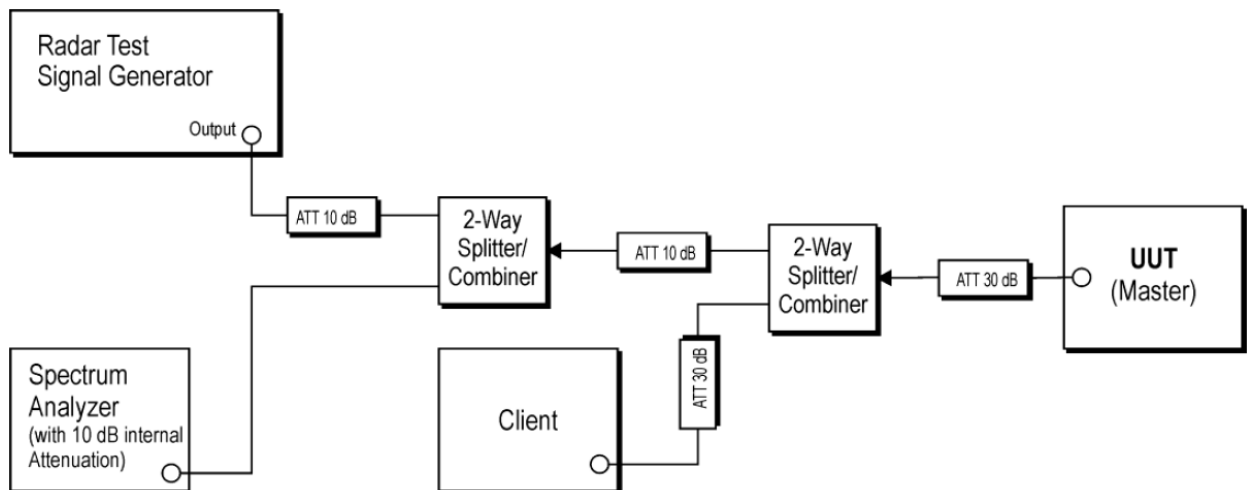 Radar Test
Signal Generator
Output
ATT 10 dB
2-Way
Splitter/
Combiner
ATT 10 dB
2-Way
Splitter/
Combiner
ATT 30 dB
UUT
(Master)
Spectrum
Analyzer
(with 10 dB internal
Attenuation)
Client
ATT 30 dB